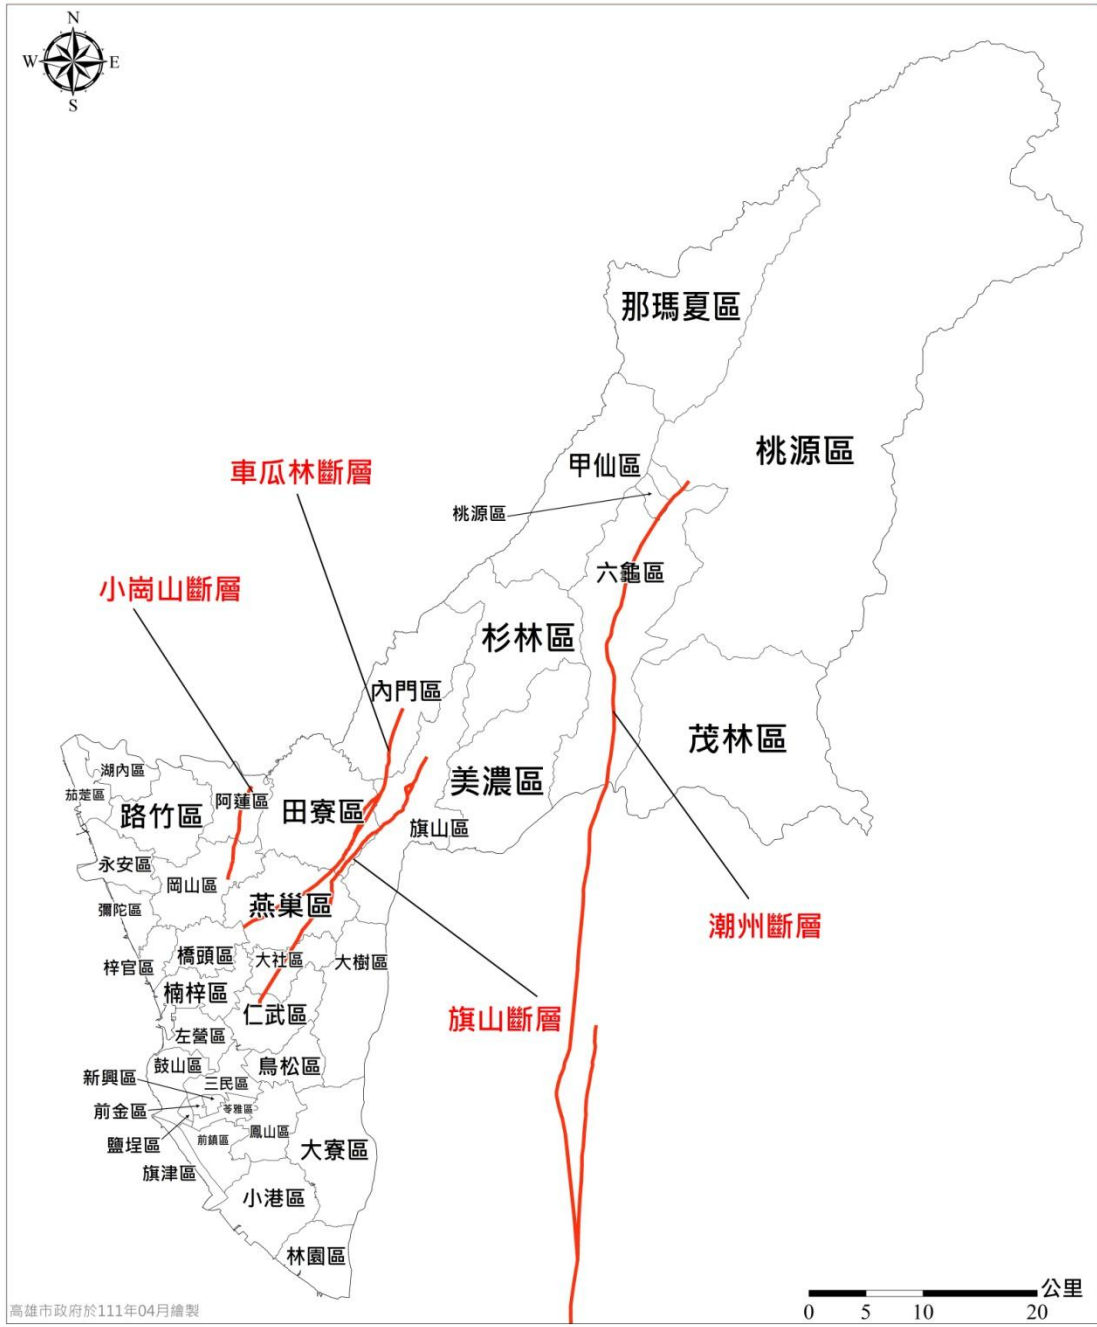 N
W
E
S
那瑪夏區
桃源區
甲仙區
車瓜林斷層
桃源區
六龜區
小崗山斷層
杉林區
內門區
茂林區
湖內區
美濃區
茄萣區
阿蓮區
路竹區
田寮區
旗山區
永安區
岡山區
燕巢區
彌陀區
潮州斷層
橋頭區
大社區
大樹區
梓官區
楠梓區
仁武區
旗山斷層
左營區
鼓山區
鳥松區
新興區
三民區
前金區
苓雅區
鹽埕區
前鎮區
鳳山區
大寮區
旗津區
小港區
林園區
公里
0 5 10 20
高雄市政府於111年04月繪製